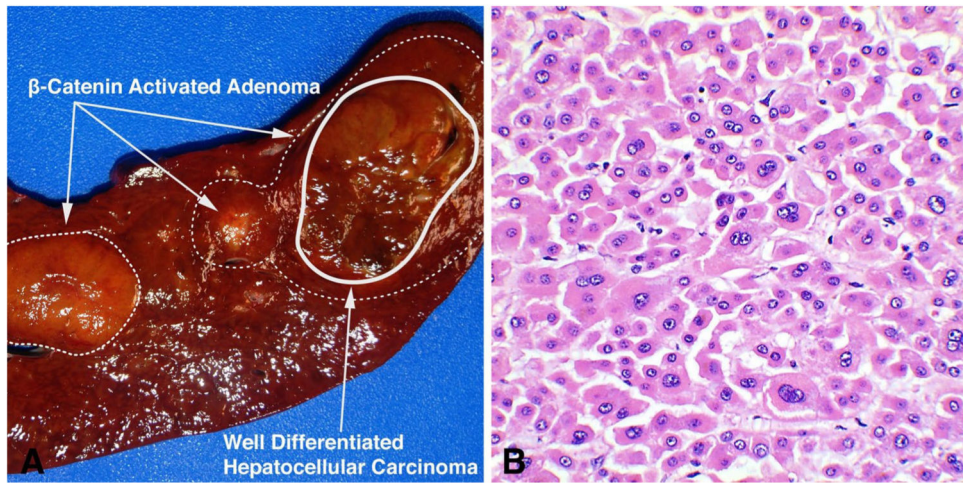 β-Catenin Activated Adenoma
Well Differentiated
Hepatocellular Carcinoma
A
B